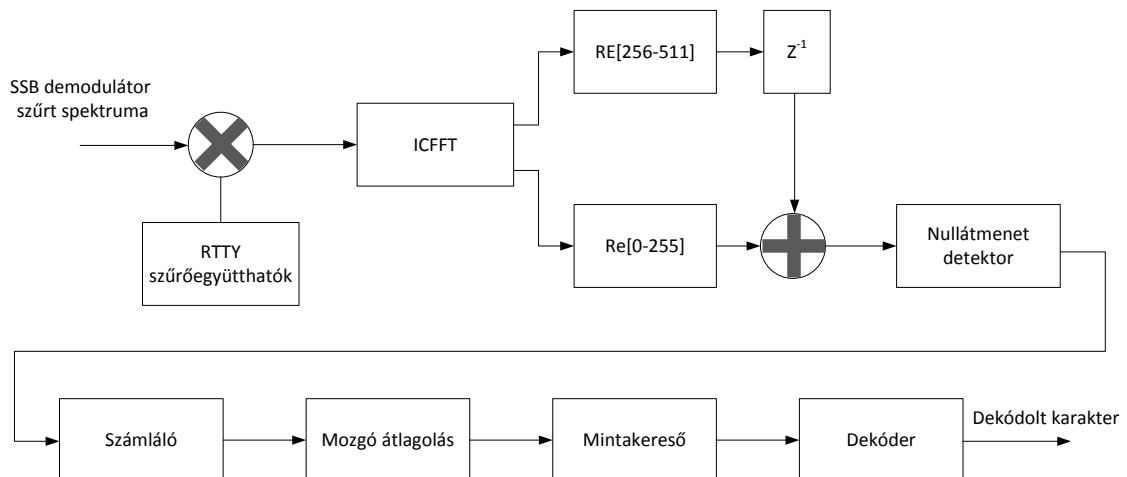 SSB demodulátor
szűrt spektruma
RTTY
szűrőegyütthatók
ICFFT
RE[256-511]
Z⁻¹
Re[0-255]
Nullátmenet
detektor
Számláló
Mozgó átlagolás
Mintakereső
Dekóder
Dekódolt karakter